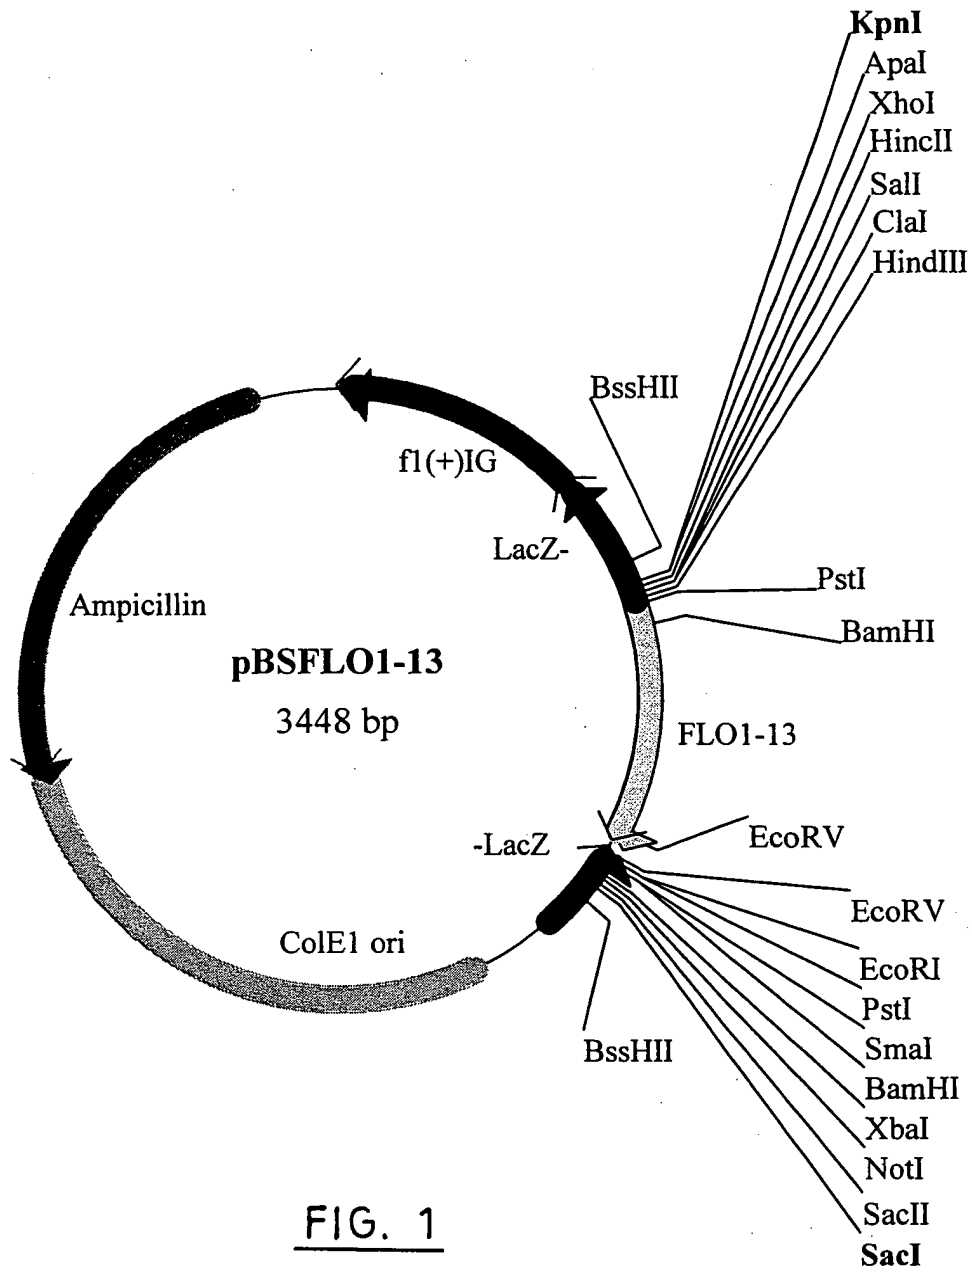 KpnI
ApaI
XhoI
HincII
SalI
ClaI
HindIII
BssHII
f1(+)IG
LacZ-
PstI
Ampicillin
BamHI
pBSFLO1-13
3448 bp
FLO1-13
EcoRV
-LacZ
EcoRV
ColE1 ori
EcoRI
PstI
BssHII
SmaI
BamHI
XbaI
NotI
SacII
SacI
FIG. 1